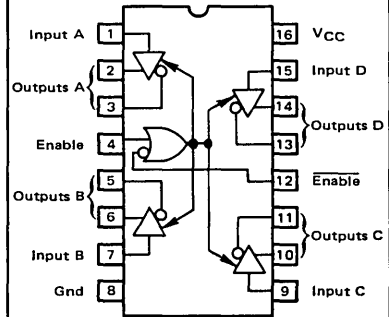 Input A 1
Outputs A 2
3
Enable 4
Outputs B 5
6
Input B 7
Gnd 8
16 VCC
15 Input D
14 Outputs D
13
12 Enable
11 Outputs C
10
9 Input C